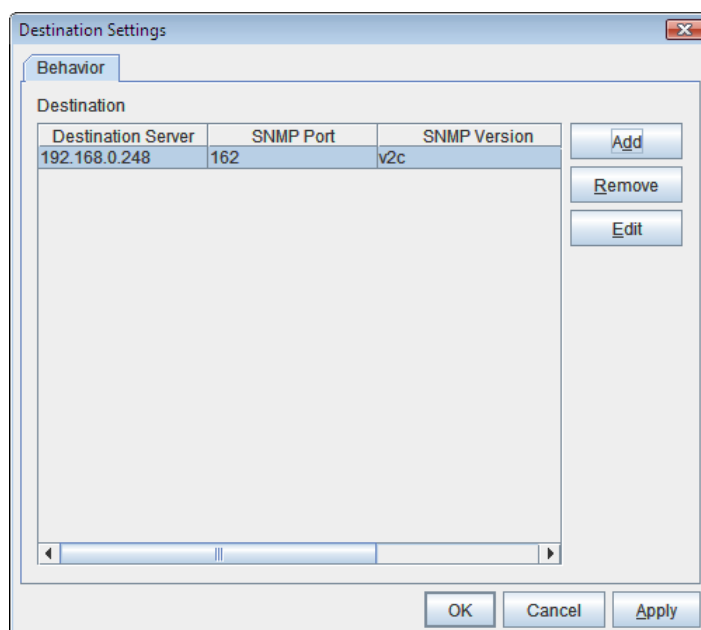 Destination Settings
Behavior
Destination
Destination Server SNMP Port SNMP Version
192.168.0.248 162 v2c
Add
Remove
Edit
OK Cancel Apply